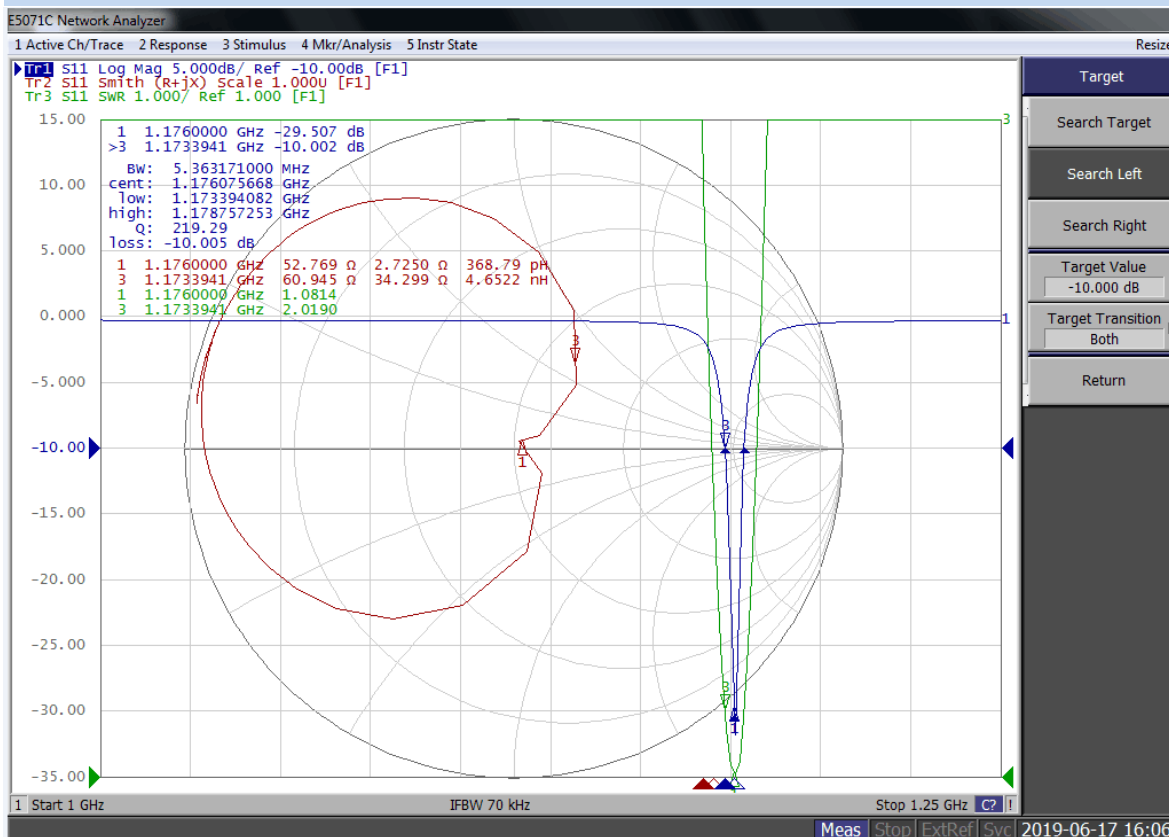 E5071C Network Analyzer
1 Active Ch/Trace 2 Response 3 Stimulus 4 Mkr/Analysis 5 Instr State Resize
Tr1 S11 Log Mag 5.000dB/ Ref -10.00dB [F1]
Tr2 S11 Smith (R+jX) Scale 1.000U [F1]
Tr3 S11 SWR 1.000/ Ref 1.000 [F1]
15.00
10.00
5.000
0.000
-5.000
-10.00
-15.00
-20.00
-25.00
-30.00
-35.00
1 1.1760000 GHz -29.507 dB
>3 1.1733941 GHz -10.002 dB
BW: 5.363171000 MHz
cent: 1.176075668 GHz
low: 1.173394082 GHz
high: 1.178757253 GHz
Q: 219.29
loss: -10.005 dB
1 1.1760000 GHz 52.769 Ω 2.7250 Ω 368.79 pH
3 1.1733941 GHz 60.945 Ω 34.299 Ω 4.6522 nH
1 1.1760000 GHz 1.0814
3 1.1733941 GHz 2.0190
3
1
3
1
3
3
1
Target
Search Target
Search Left
Search Right
Target Value
-10.000 dB
Target Transition
Both
Return
1 Start 1 GHz IFBW 70 kHz Stop 1.25 GHz C? !
Meas Stop ExtRef Svc 2019-06-17 16:06